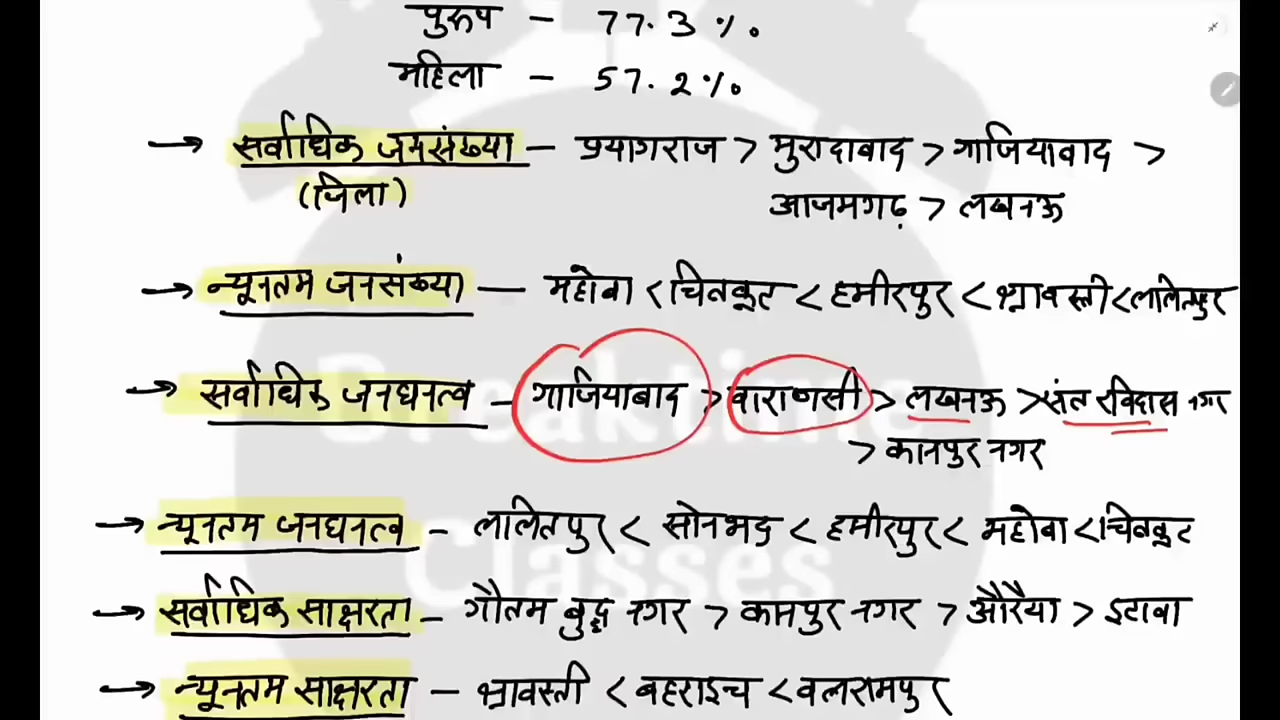 पुरुष - 77.3%
महिला - 57.2%
→ सर्वाधिक जनसंख्या - प्रयागराज > मुरादाबाद > गाजियाबाद >
(जिला) आजमगढ़ > लखनऊ
→ न्यूनतम जनसंख्या - महोबा < चित्रकूट < हमीरपुर < श्रावस्ती < ललितपुर
→ सर्वाधिक जनघनत्व - गाजियाबाद > वाराणसी > लखनऊ > संत रविदास नगर
> कानपुर नगर
→ न्यूनतम जनघनत्व - ललितपुर < सोनभद्र < हमीरपुर < महोबा < चित्रकूट
→ सर्वाधिक साक्षरता - गौतम बुद्ध नगर > कानपुर नगर > औरैया > इटावा
→ न्यूनतम साक्षरता - श्रावस्ती < बहराइच < बलरामपुर
Breaktime
Classes